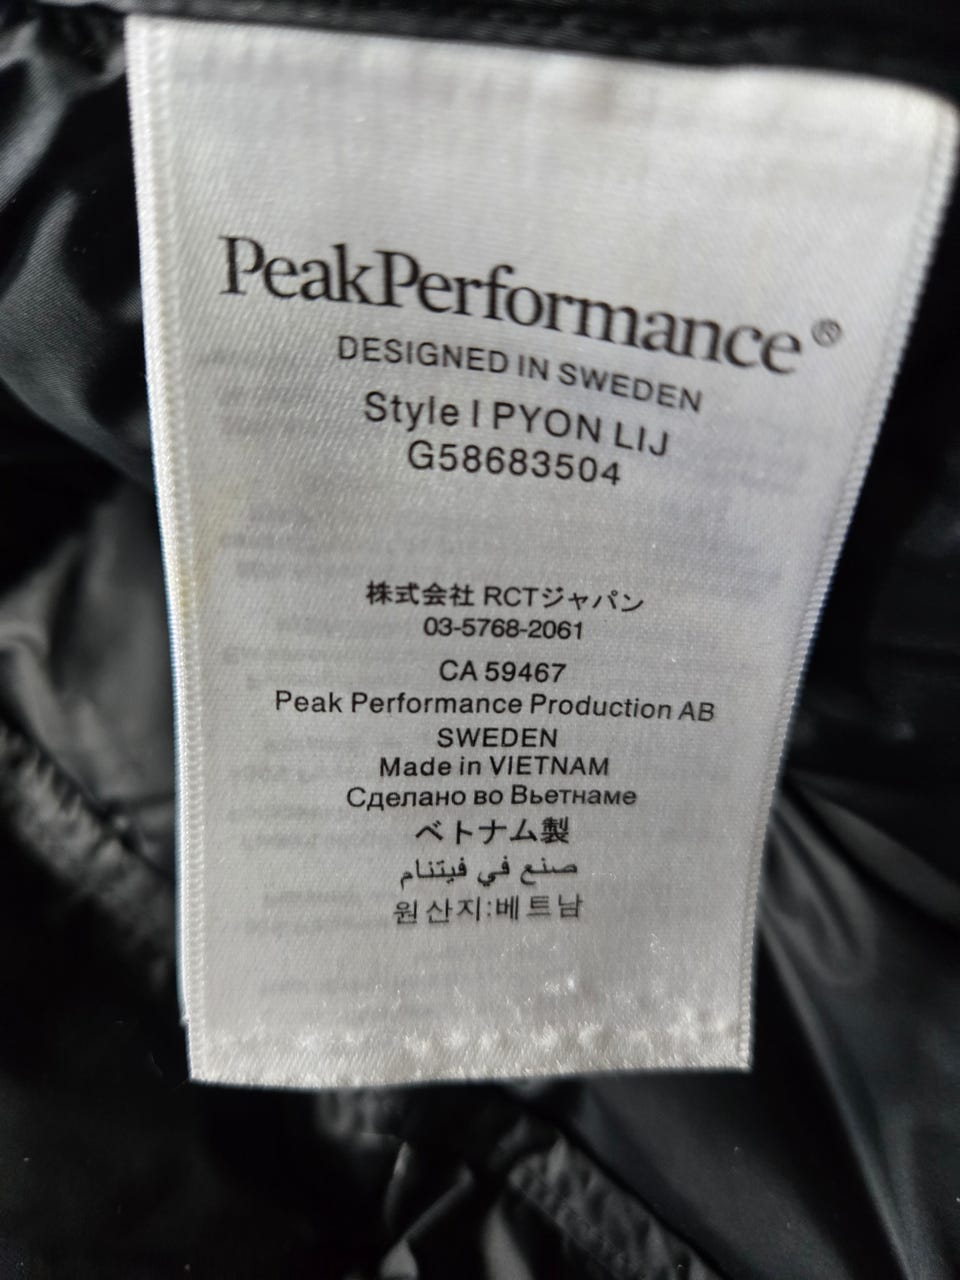 PeakPerformance®
DESIGNED IN SWEDEN
Style | PYON LIJ
G58683504
株式会社 RCTジャパン
03-5768-2061
CA 59467
Peak Performance Production AB
SWEDEN
Made in VIETNAM
Сделано во Вьетнаме
ベトナム製
صنع في فيتنام
원산지:베트남